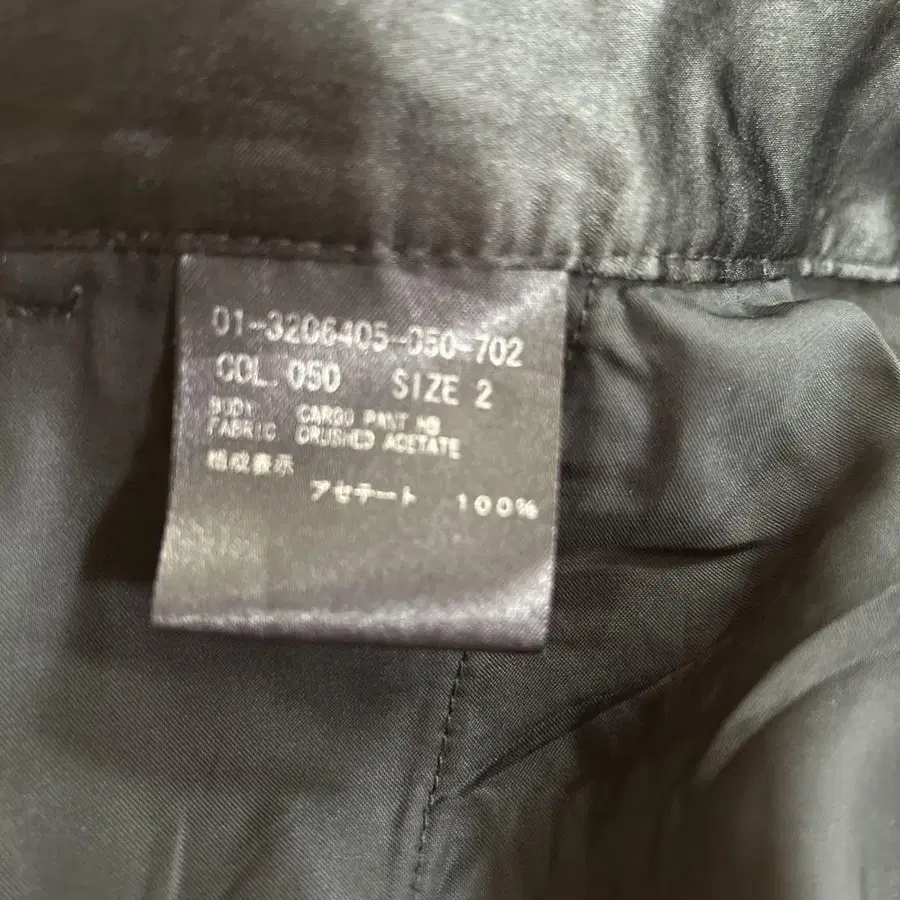 01-3206405-050-702
COL. 050 SIZE 2
BODY CARGO PANT NB
FABRIC CRUSHED ACETATE
組成表示
アセテート 100%